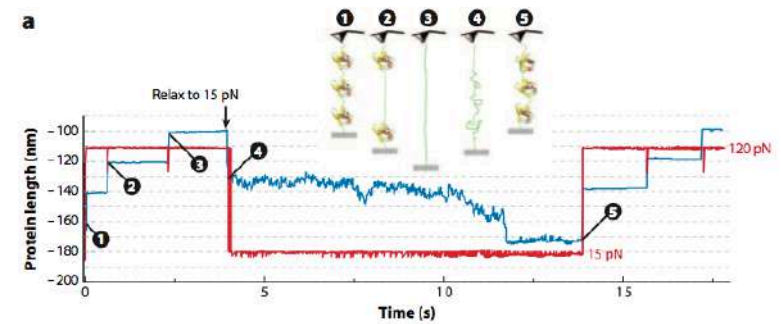 a
1 2 3 4 5
Relax to 15 pN
Protein length (nm)
–100
–120
–140
–160
–180
–200
1
2
3
4
5
120 pN
15 pN
0 5 10 15
Time (s)